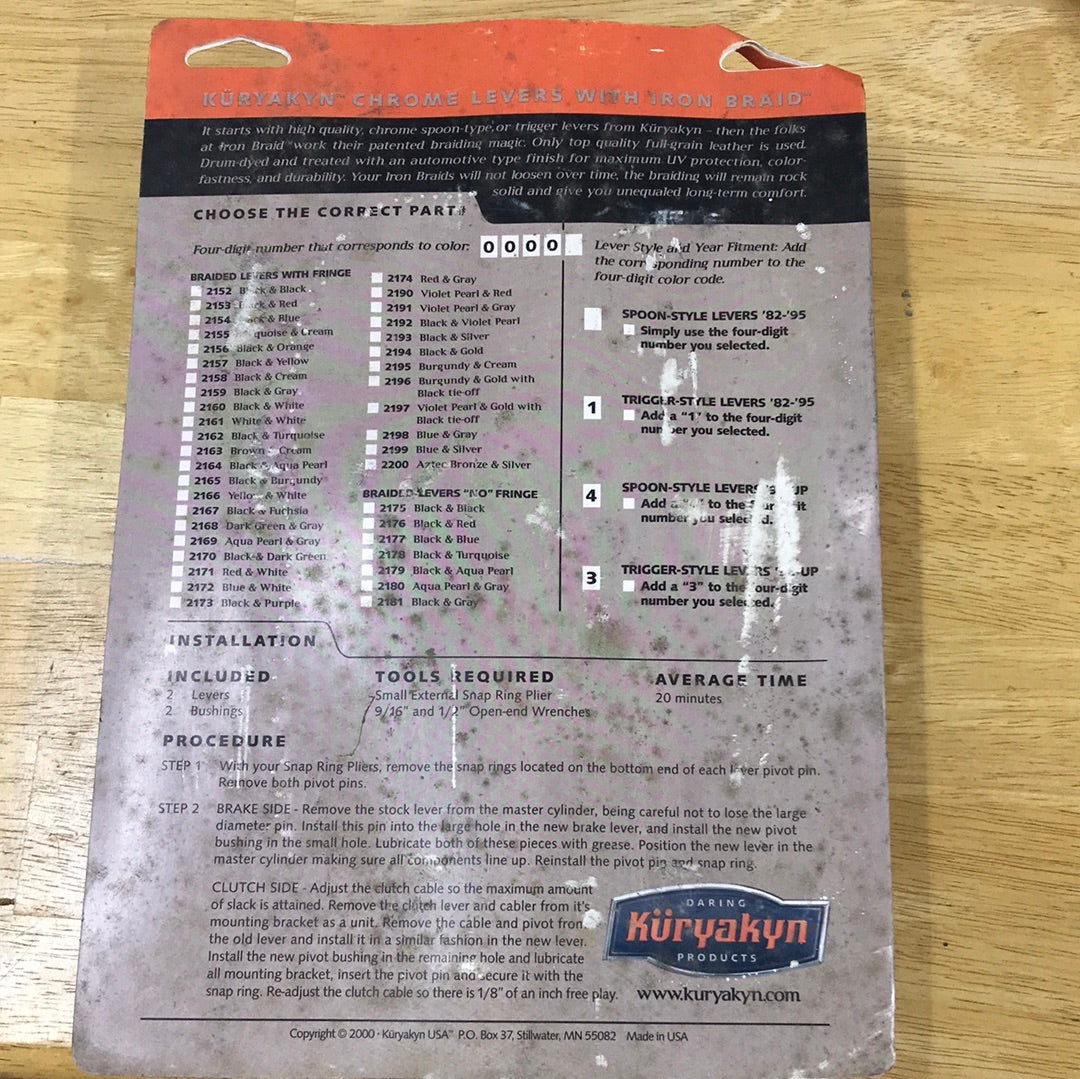 KÜRYAKYN™ CHROME LEVERS WITH IRON BRAID™
It starts with high quality, chrome spoon-type,or trigger levers from Küryakyn – then the folks
at Iron Braid™ work their patented braiding magic. Only top quality full-grain leather is used.
Drum-dyed and treated with an automotive type finish for maximum UV protection, color-
fastness, and durability. Your Iron Braids will not loosen over time, the braiding will remain rock
solid and give you unequaled long-term comfort.
CHOOSE THE CORRECT PART#
Four-digit number that corresponds to color: 0 0 0 0
BRAIDED LEVERS WITH FRINGE
2152 Black & Black
2153 & Red
2154 & Blue
2155 & Cream
2156 Black & Orange
2157 Black & Yellow
2158 Black & Cream
2159 Black & Gray
2160 Black & White
2161 White & White
2162 Black & Turquoise
2163 Brown & Cream
2164 Black & Aqua Pearl
2165 Black & Burgundy
2166 Yellow & White
2167 Black & Fuchsia
2168 Dark Green & Gray
2169 Aqua Pearl & Gray
2170 Black & Dark Green
2171 Red & White
2172 Blue & White
2173 Black & Purple
2174 Red & Gray
2190 Violet Pearl & Red
2191 Violet Pearl & Gray
2192 Black & Violet Pearl
2193 Black & Silver
2194 Black & Gold
2195 Burgundy & Cream
2196 Burgundy & Gold with
Black tie-off
2197 Violet Pearl & Gold with
Black tie-off
2198 Blue & Gray
2199 Blue & Silver
2200 Aztec Bronze & Silver
BRAIDED LEVERS "NO" FRINGE
2175 Black & Black
2176 Black & Red
2177 Black & Blue
2178 Black & Turquoise
2179 Black & Aqua Pearl
2180 Aqua Pearl & Gray
2181 Black & Gray
Lever Style and Year Fitment: Add
the corresponding number to the
four-digit color code.
SPOON-STYLE LEVERS '82-'95
Simply use the four-digit
number you selected.
1 TRIGGER-STYLE LEVERS '82-'95
Add a "1" to the four-digit
number you selected.
4 SPOON-STYLE LEVERS UP
Add a to the four-digit
number you selected.
3 TRIGGER-STYLE LEVERS UP
Add a "3" to the four-digit
number you selected.
INSTALLATION
INCLUDED
2 Levers
2 Bushings
TOOLS REQUIRED
Small External Snap Ring Plier
9/16" and 1/2" Open-end Wrenches
AVERAGE TIME
20 minutes
PROCEDURE
STEP 1 With your Snap Ring Pliers, remove the snap rings located on the bottom end of each lever pivot pin.
Remove both pivot pins.
STEP 2 BRAKE SIDE - Remove the stock lever from the master cylinder, being careful not to lose the large
diameter pin. Install this pin into the large hole in the new brake lever, and install the new pivot
bushing in the small hole. Lubricate both of these pieces with grease. Position the new lever in the
master cylinder making sure all components line up. Reinstall the pivot pin and snap ring.
CLUTCH SIDE - Adjust the clutch cable so the maximum amount
of slack is attained. Remove the clutch lever and cabler from it's
mounting bracket as a unit. Remove the cable and pivot from
the old lever and install it in a similar fashion in the new lever.
Install the new pivot bushing in the remaining hole and lubricate
all mounting bracket, insert the pivot pin and secure it with the
snap ring. Re-adjust the clutch cable so there is 1/8" of an inch free play.
DARING
Küryakyn
PRODUCTS
www.kuryakyn.com
Copyright © 2000 · Küryakyn USA™ P.O. Box 37, Stillwater, MN 55082 Made in USA